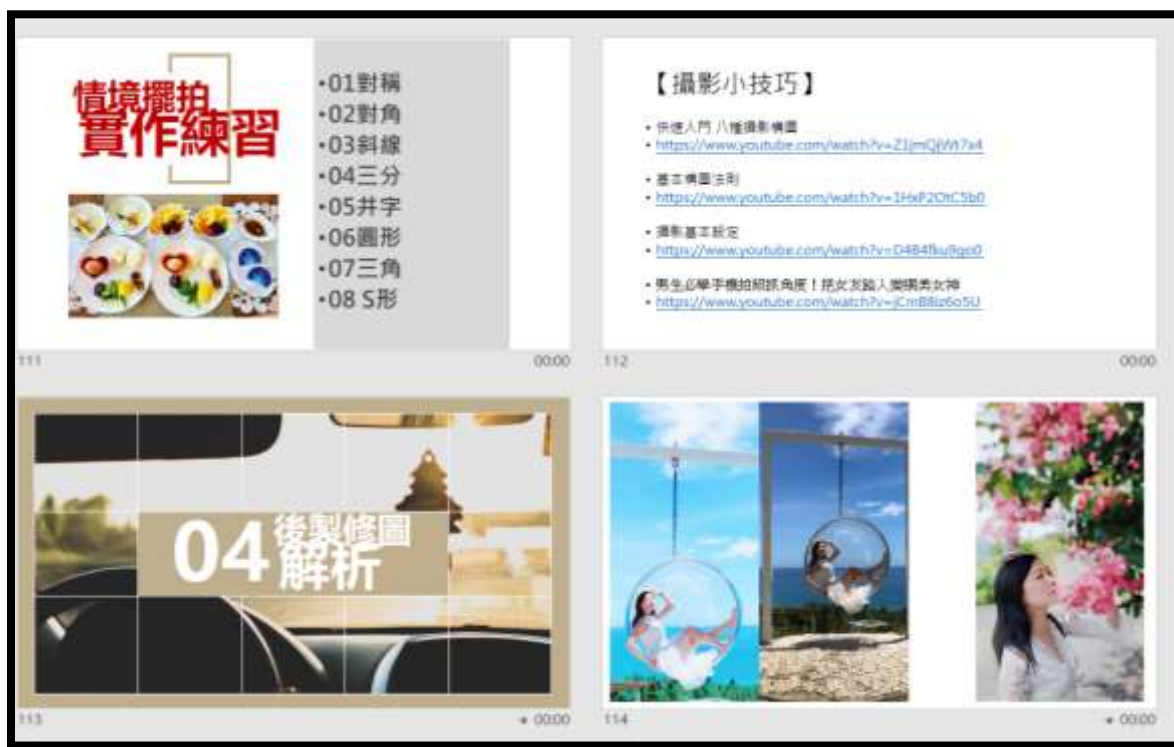 情境擺拍
實作練習
•01對稱
•02對角
•03斜線
•04三分
•05井字
•06圓形
•07三角
•08 S形
111
00:00
【攝影小技巧】
• 快速入門 八種攝影構圖
• https://www.youtube.com/watch?v=Z1jmQjWt7x4
• 基本構圖法則
• https://www.youtube.com/watch?v=1HxP2OtC5b0
• 攝影基本設定
• https://www.youtube.com/watch?v=D4B4fku9go0
• 男生必學手機拍照抓角度！把女友路人變網美女神
• https://www.youtube.com/watch?v=jCmB8iz6o5U
112
00:00
04 後製修圖
解析
113
00:00
114
00:00